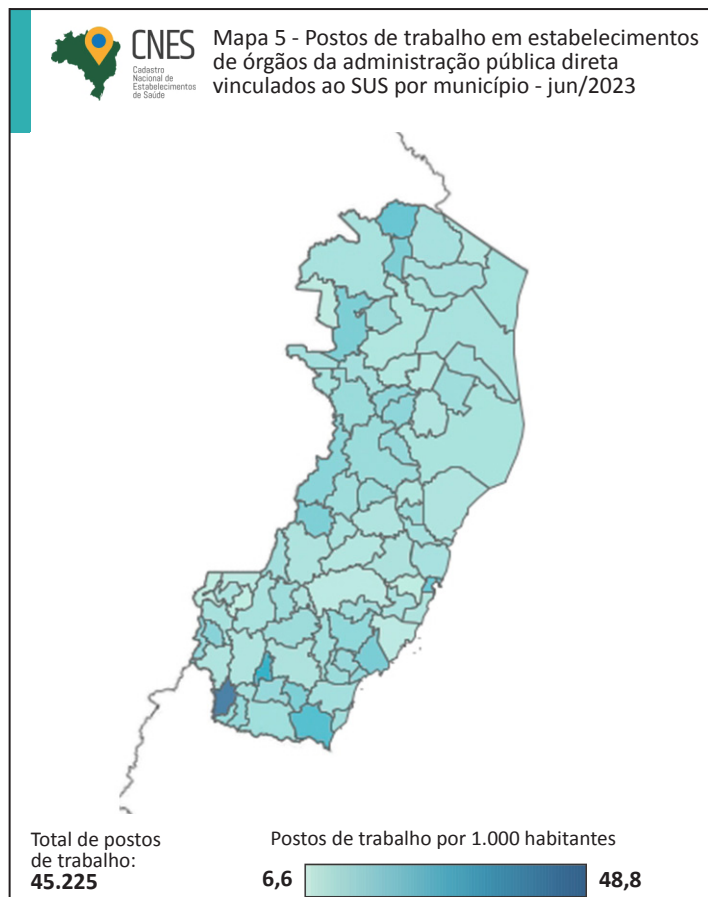 CNES
Cadastro
Nacional de
Estabelecimentos
de Saúde
Mapa 5 - Postos de trabalho em estabelecimentos
de órgãos da administração pública direta
vinculados ao SUS por município - jun/2023
Total de postos
de trabalho:
45.225
Postos de trabalho por 1.000 habitantes
6,6
48,8